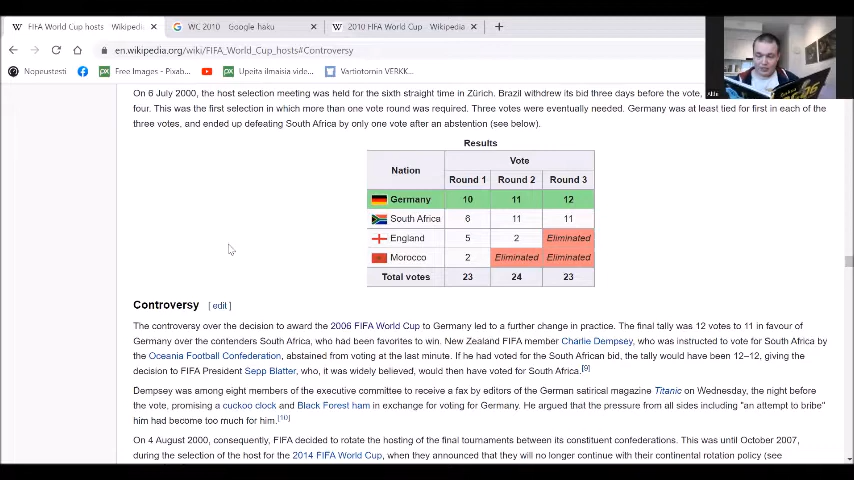 FIFA World Cup hosts - Wikipedi
WC 2010 - Google-haku
2010 FIFA World Cup - Wikipedi
en.wikipedia.org/wiki/FIFA_World_Cup_hosts#Controversy
Nopeustesti
Free Images - Pixab...
Upeita ilmaisia vide...
Vartiotornin VERKK...
On 6 July 2000, the host selection meeting was held for the sixth straight time in Zürich. Brazil withdrew its bid three days before the vote,
four. This was the first selection in which more than one vote round was required. Three votes were eventually needed. Germany was at least tied for first in each of the
three votes, and ended up defeating South Africa by only one vote after an abstention (see below).
Results
Nation
Vote
Round 1 Round 2 Round 3
Germany 10 11 12
South Africa 6 11 11
England 5 2 Eliminated
Morocco 2 Eliminated Eliminated
Total votes 23 24 23
Controversy [ edit ]
The controversy over the decision to award the 2006 FIFA World Cup to Germany led to a further change in practice. The final tally was 12 votes to 11 in favour of
Germany over the contenders South Africa, who had been favorites to win. New Zealand FIFA member Charlie Dempsey, who was instructed to vote for South Africa by
the Oceania Football Confederation, abstained from voting at the last minute. If he had voted for the South African bid, the tally would have been 12–12, giving the
decision to FIFA President Sepp Blatter, who, it was widely believed, would then have voted for South Africa.[9]
Dempsey was among eight members of the executive committee to receive a fax by editors of the German satirical magazine Titanic on Wednesday, the night before
the vote, promising a cuckoo clock and Black Forest ham in exchange for voting for Germany. He argued that the pressure from all sides including "an attempt to bribe"
him had become too much for him.[10]
On 4 August 2000, consequently, FIFA decided to rotate the hosting of the final tournaments between its constituent confederations. This was until October 2007,
during the selection of the host for the 2014 FIFA World Cup, when they announced that they will no longer continue with their continental rotation policy (see